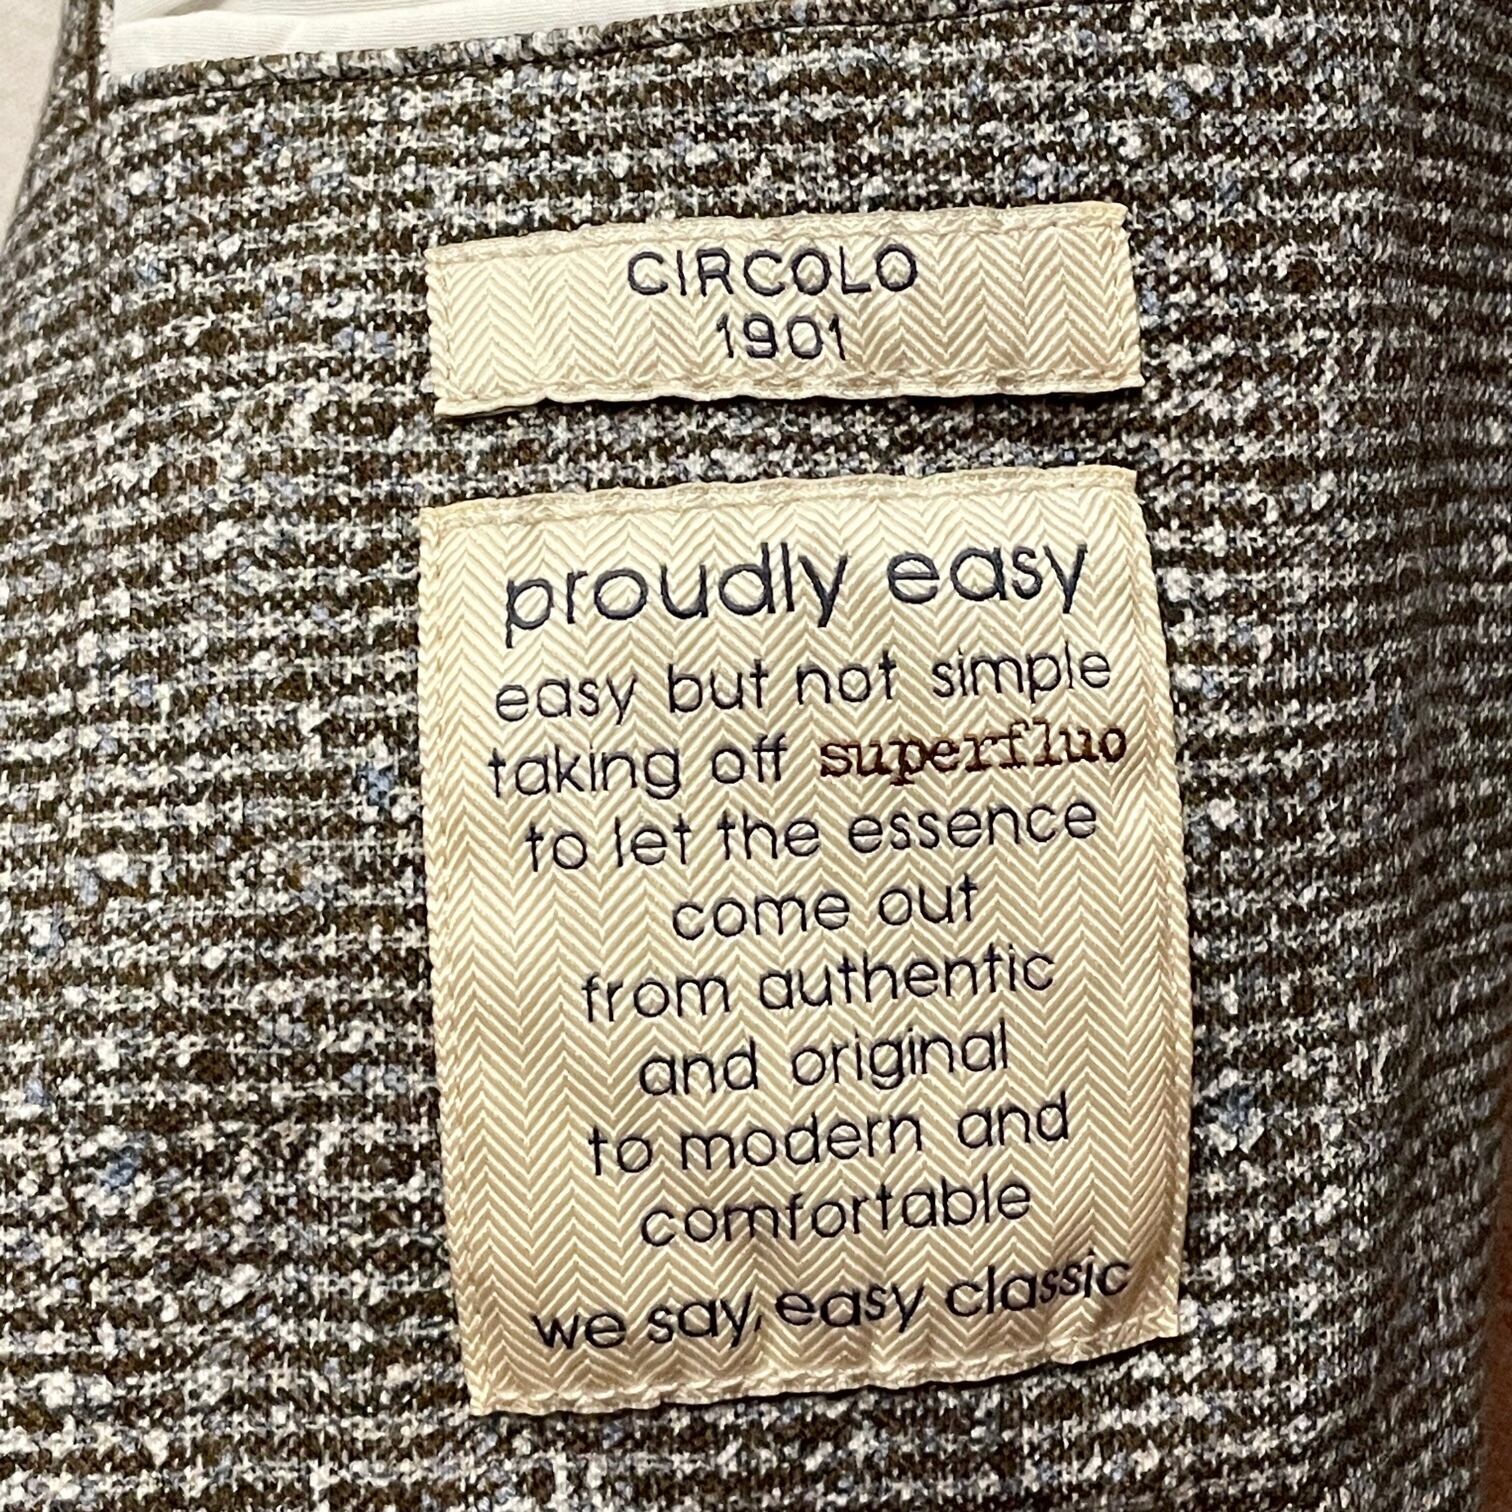 CIRCOLO
1901
proudly easy
easy but not simple
taking off superfluo
to let the essence
come out
from authentic
and original
to modern and
comfortable
we say, easy classic